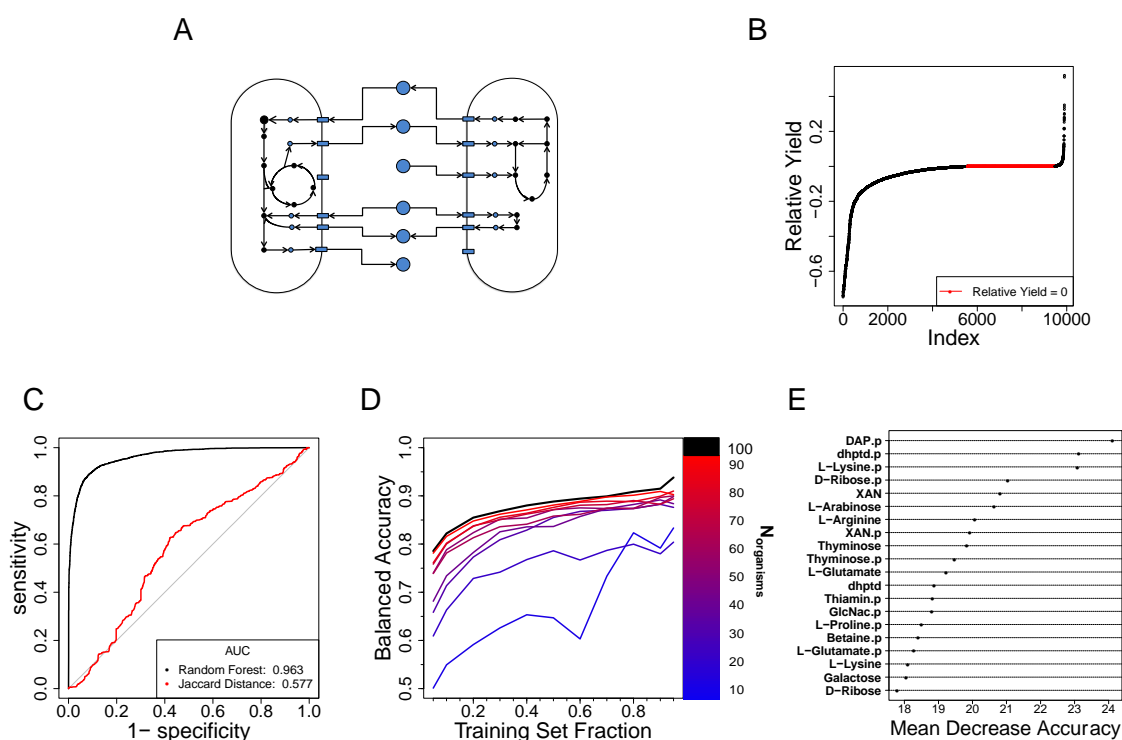 A
B
Relative Yield
0.2
−0.2
−0.6
Relative Yield = 0
0
2000
6000
10000
Index
C
sensitivity
1.0
0.8
0.6
0.4
0.2
0.0
AUC
Random Forest: 0.963
Jaccard Distance: 0.577
0.0 0.2 0.4 0.6 0.8 1.0
1− specificity
D
Balanced Accuracy
1.0
0.9
0.8
0.7
0.6
0.5
0.2 0.4 0.6 0.8
Training Set Fraction
100
90
80
70
60
50
40
30
20
10
Norganisms
E
DAP.p
dhptd.p
L−Lysine.p
D−Ribose.p
XAN
L−Arabinose
L−Arginine
XAN.p
Thyminose
Thyminose.p
L−Glutamate
dhptd
Thiamin.p
GlcNac.p
L−Proline.p
Betaine.p
L−Glutamate.p
L−Lysine
Galactose
D−Ribose
18 19 20 21 22 23 24
Mean Decrease Accuracy